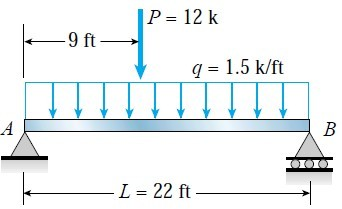 P = 12 k
9 ft
q = 1.5 k/ft
A
B
L = 22 ft